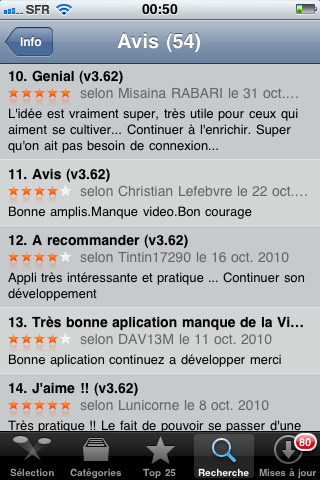 SFR 00:50
Info Avis (54)
10. Genial (v3.62)
selon Misaina RABARI le 31 oct....
L'idée est vraiment super, très utile pour ceux qui
aiment se cultiver... Continuer à l'enrichir. Super
qu'on ait pas besoin de connexion...
11. Avis (v3.62)
selon Christian Lefebvre le 22 oct....
Bonne amplis.Manque video.Bon courage
12. A recommander (v3.62)
selon Tintin17290 le 16 oct. 2010
Appli très intéressante et pratique ... Continuer son
développement
13. Très bonne aplication manque de la Vi...
selon DAV13M le 11 oct. 2010
Bonne aplication continuez a développer merci
14. J'aime !! (v3.62)
selon Lunicorne le 8 oct. 2010
Très pratique !! Le fait de pouvoir se passer d'une
80
Sélection Catégories Top 25 Recherche Mises à jour